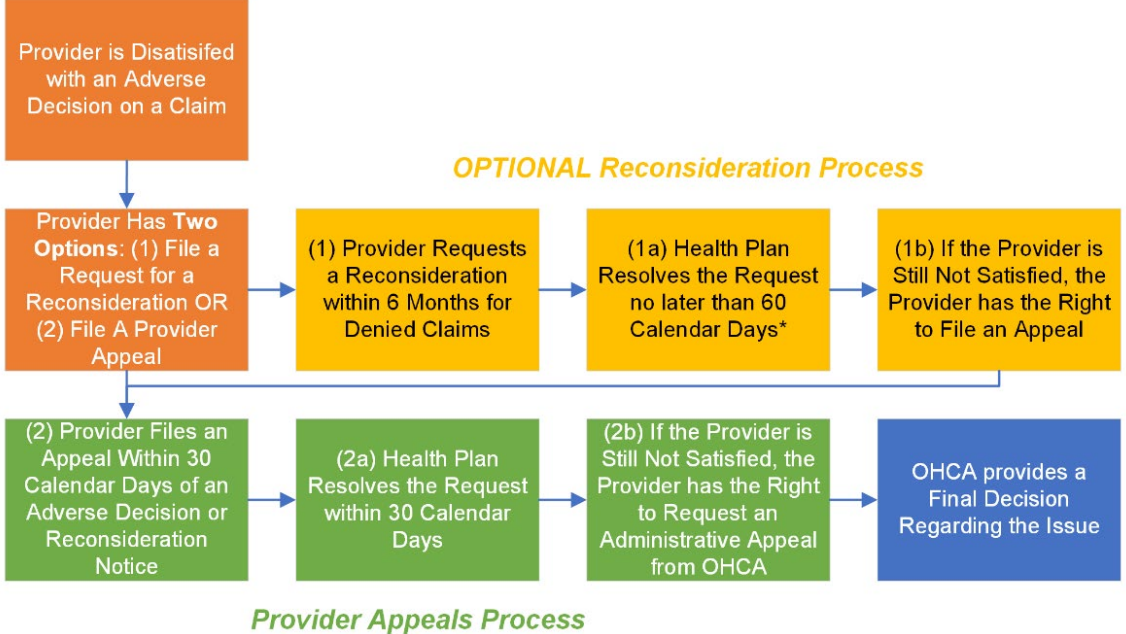 Provider is Disatisifed
with an Adverse
Decision on a Claim
OPTIONAL Reconsideration Process
Provider Has Two
Options: (1) File a
Request for a
Reconsideration OR
(2) File A Provider
Appeal
(1) Provider Requests
a Reconsideration
within 6 Months for
Denied Claims
(1a) Health Plan
Resolves the Request
no later than 60
Calendar Days*
(1b) If the Provider is
Still Not Satisfied, the
Provider has the Right
to File an Appeal
(2) Provider Files an
Appeal Within 30
Calendar Days of an
Adverse Decision or
Reconsideration
Notice
(2a) Health Plan
Resolves the Request
within 30 Calendar
Days
(2b) If the Provider is
Still Not Satisfied, the
Provider has the Right
to Request an
Administrative Appeal
from OHCA
OHCA provides a
Final Decision
Regarding the Issue
Provider Appeals Process